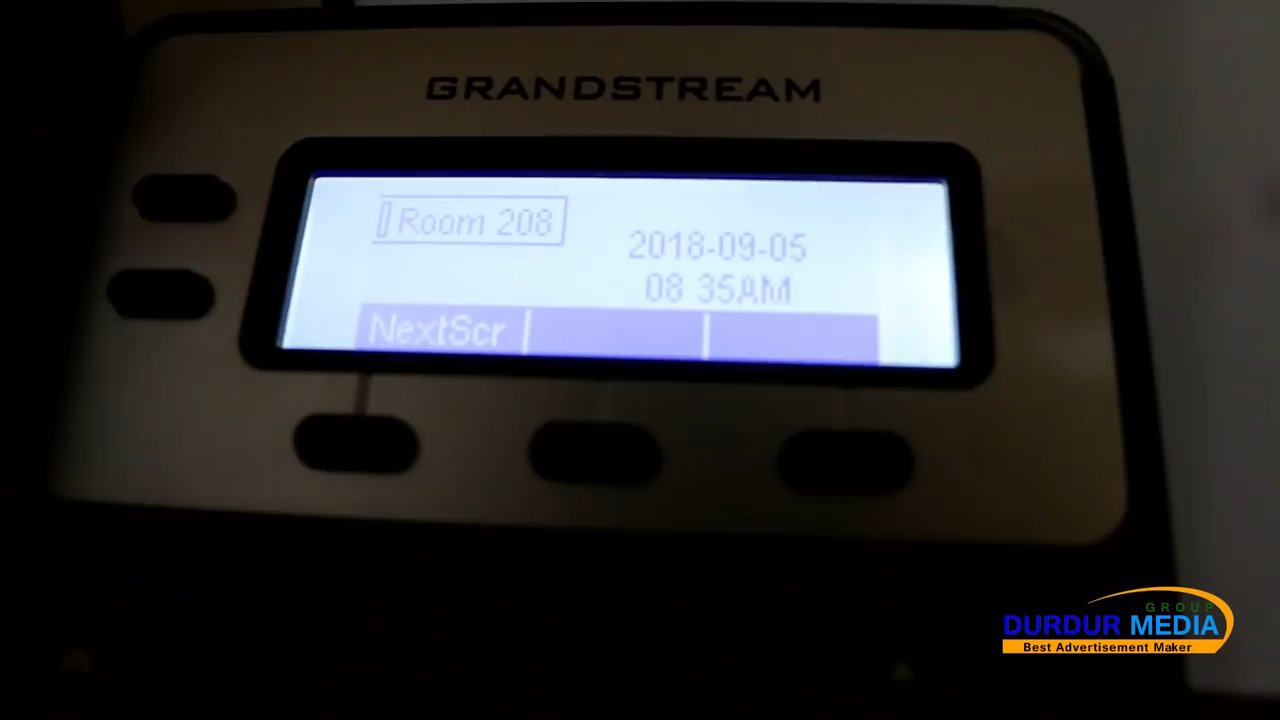 GRANDSTREAM
Room 208
2018-09-05
08 35AM
NextScr
GROUP
DURDUR MEDIA
Best Advertisement Maker